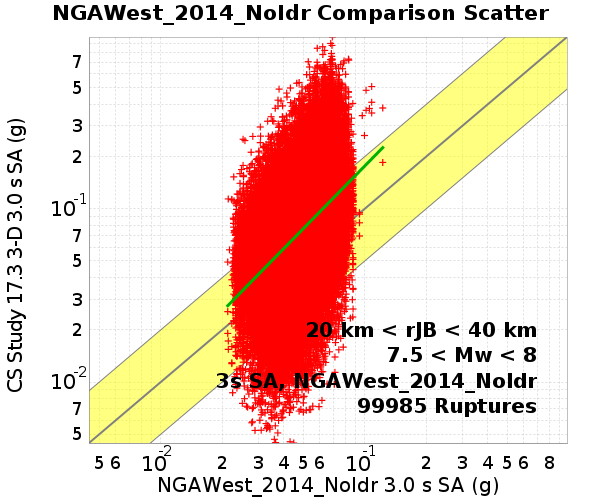 NGAWest_2014_NoIdr Comparison Scatter
CS Study 17.3 3-D 3.0 s SA (g)
7
5
3
2
10-1
7
5
3
2
10-2
7
5
20 km < rJB < 40 km
7.5 < Mw < 8
3s SA, NGAWest_2014_NoIdr
99985 Ruptures
5 6 10-2 2 3 4 5 6 10-1 2 3 4 5 6 8
NGAWest_2014_NoIdr 3.0 s SA (g)